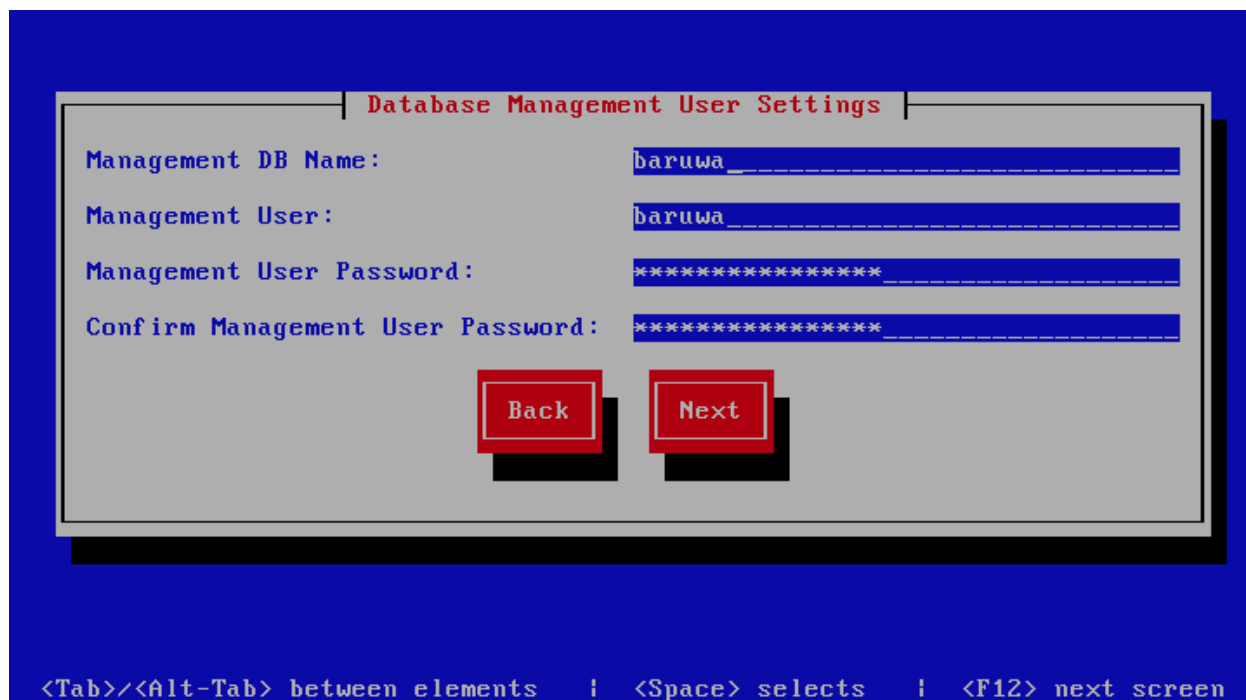 Database Management User Settings
Management DB Name: baruwa
Management User: baruwa
Management User Password: ****************
Confirm Management User Password: ****************
Back Next
<Tab>/<Alt-Tab> between elements | <Space> selects | <F12> next screen